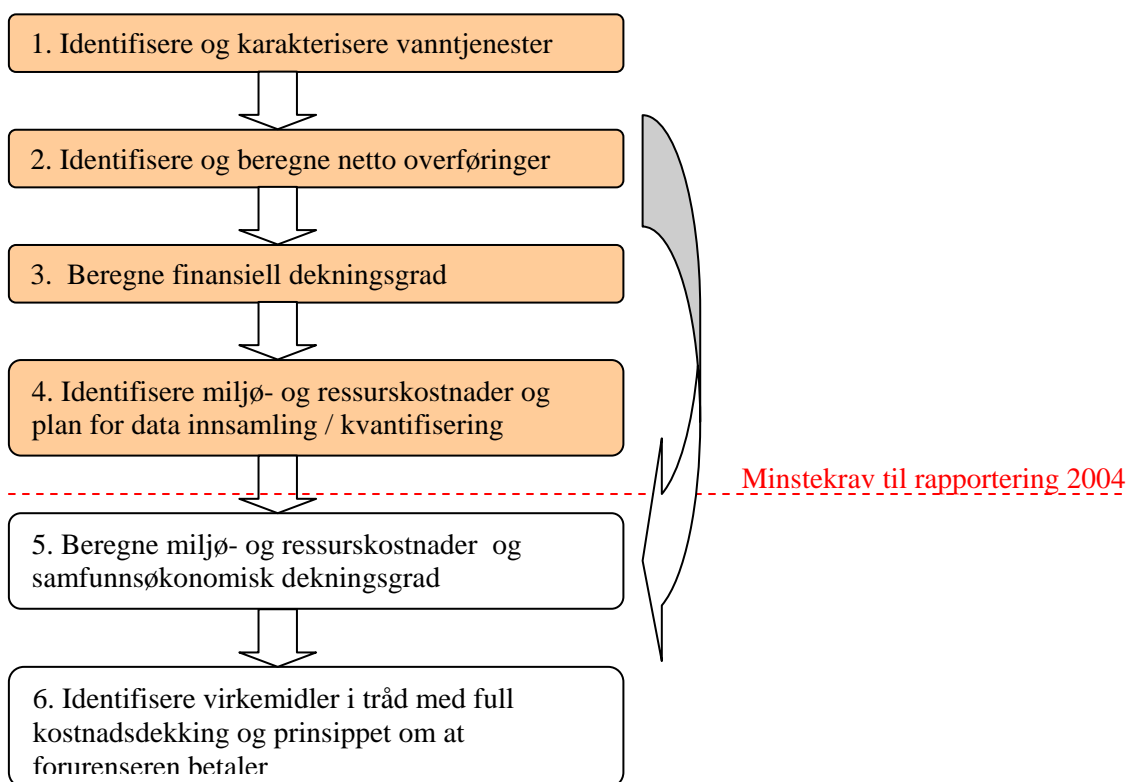 1. Identifisere og karakterisere vanntjenester
2. Identifisere og beregne netto overføringer
3. Beregne finansiell dekningsgrad
4. Identifisere miljø- og ressurskostnader og
plan for data innsamling / kvantifisering
Minstekrav til rapportering 2004
5. Beregne miljø- og ressurskostnader og
samfunnsøkonomisk dekningsgrad
6. Identifisere virkemidler i tråd med full
kostnadsdekking og prinsippet om at
forurenseren betaler